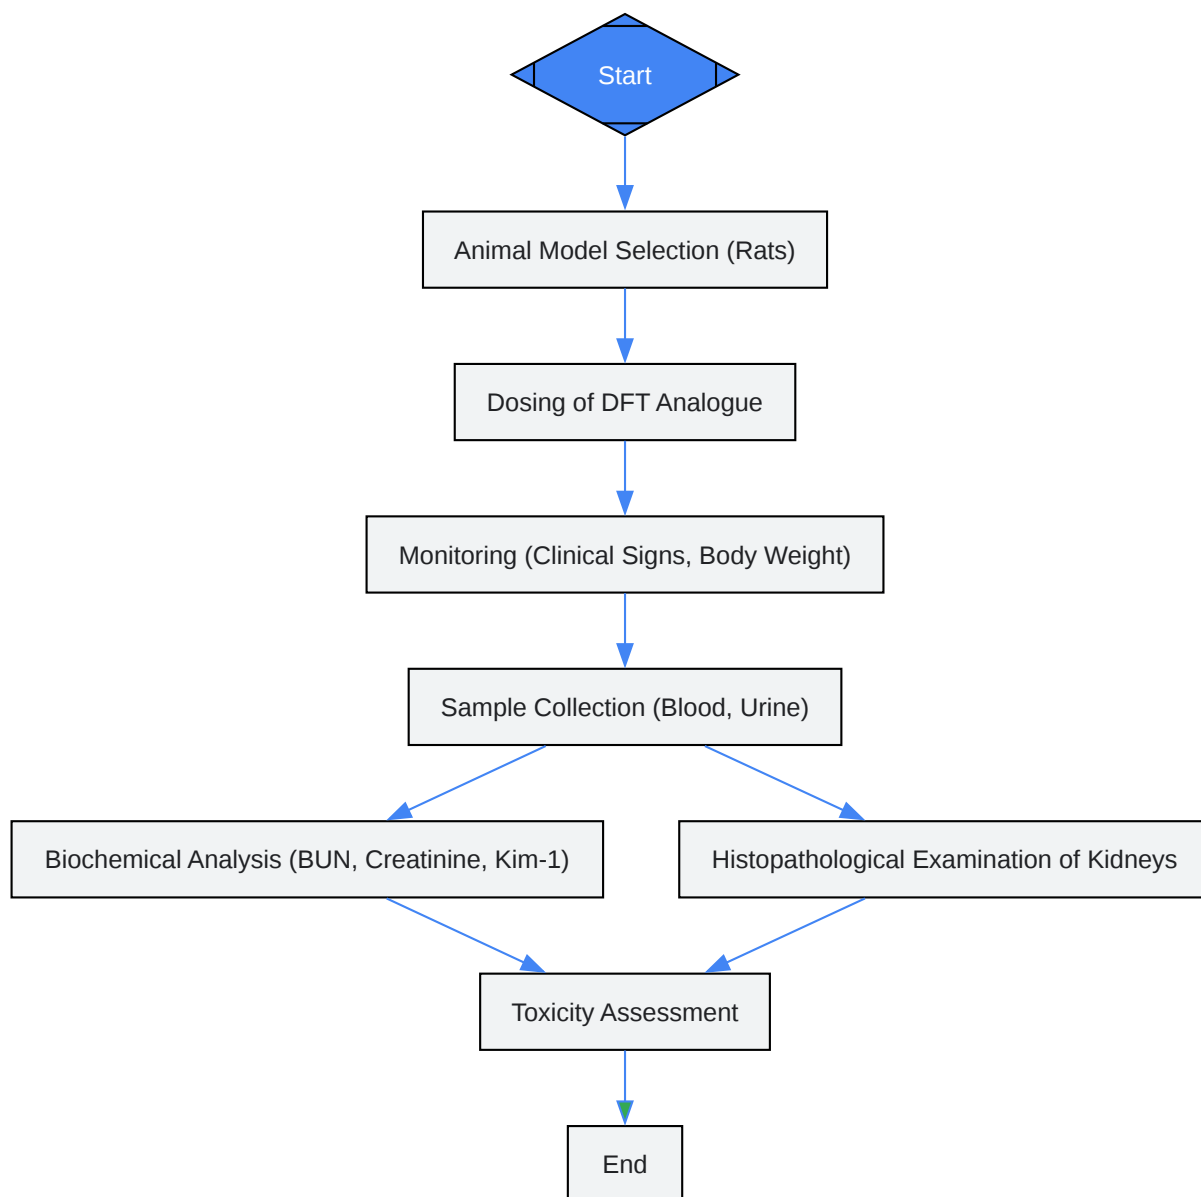 Start
Animal Model Selection (Rats)
Dosing of DFT Analogue
Monitoring (Clinical Signs, Body Weight)
Sample Collection (Blood, Urine)
Biochemical Analysis (BUN, Creatinine, Kim-1)
Histopathological Examination of Kidneys
Toxicity Assessment
End